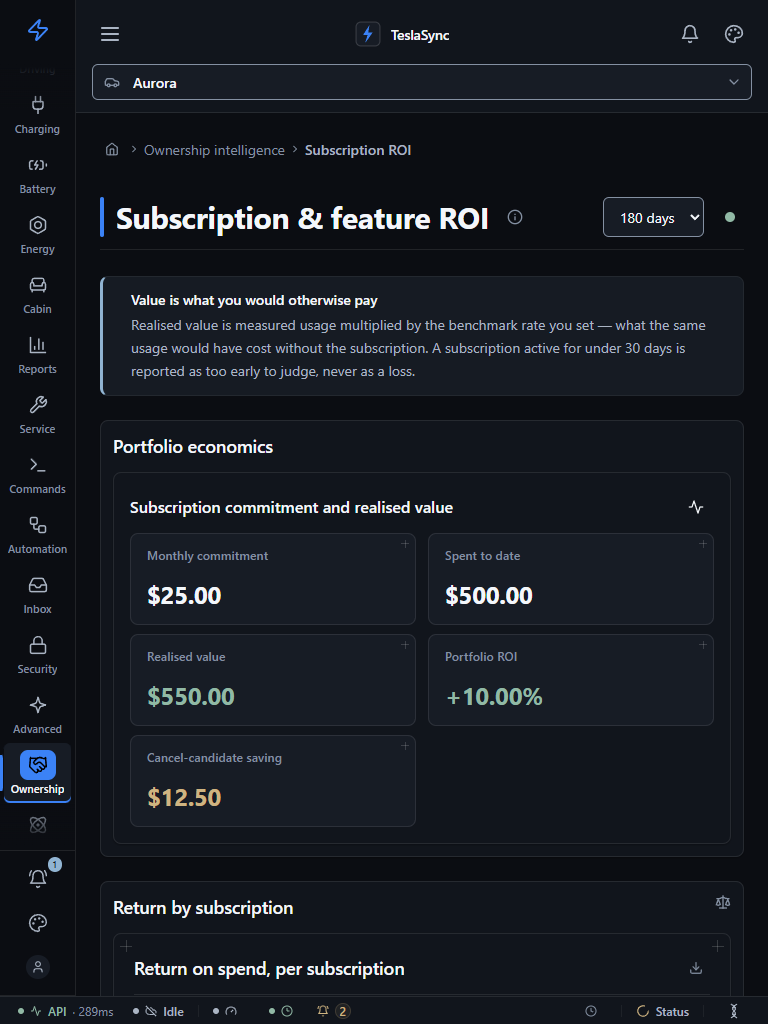 TeslaSync
Aurora
Driving
Charging
Battery
Energy
Cabin
Reports
Service
Commands
Automation
Inbox
Security
Advanced
Ownership
1
Ownership intelligence
Subscription ROI
Subscription & feature ROI
180 days
Value is what you would otherwise pay
Realised value is measured usage multiplied by the benchmark rate you set — what the same
usage would have cost without the subscription. A subscription active for under 30 days is
reported as too early to judge, never as a loss.
Portfolio economics
Subscription commitment and realised value
Monthly commitment
$25.00
Spent to date
$500.00
Realised value
$550.00
Portfolio ROI
+10.00%
Cancel-candidate saving
$12.50
Return by subscription
Return on spend, per subscription
API · 289ms
Idle
2
Status